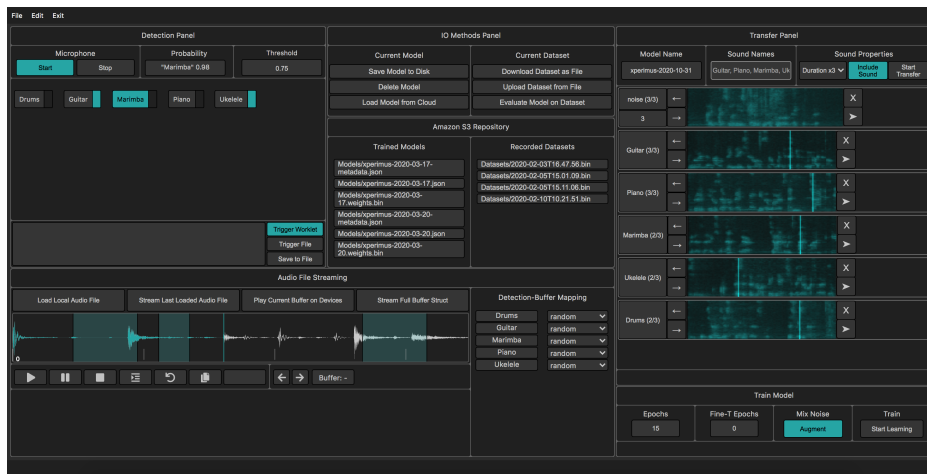 File Edit Exit
Detection Panel
Microphone
Start Stop
Probability
"Marimba" 0.98
Threshold
0.75
Drums Guitar Marimba Piano Ukelele
Trigger Worklet
Trigger File
Save to File
IO Methods Panel
Current Model
Save Model to Disk
Delete Model
Load Model from Cloud
Current Dataset
Download Dataset as File
Upload Dataset from File
Evaluate Model on Dataset
Amazon S3 Repository
Trained Models
Models/xperimus-2020-03-17-
metadata.json
Models/xperimus-2020-03-17.json
Models/xperimus-2020-03-
17.weights.bin
Models/xperimus-2020-03-20-
metadata.json
Models/xperimus-2020-03-20.json
Models/xperimus-2020-03-
20.weights.bin
Recorded Datasets
Datasets/2020-02-03T16.47.56.bin
Datasets/2020-02-05T15.01.09.bin
Datasets/2020-02-05T15.11.06.bin
Datasets/2020-02-10T10.21.51.bin
Audio File Streaming
Load Local Audio File
Stream Last Loaded Audio File
Play Current Buffer on Devices
Stream Full Buffer Struct
0
Buffer: -
Detection-Buffer Mapping
Drums random
Guitar random
Marimba random
Piano random
Ukelele random
Transfer Panel
Model Name
xperimus-2020-10-31
Sound Names
Guitar, Piano, Marimba, Uk
Sound Properties
Duration x3
Include
Sound
Start
Transfer
noise (3/3) X
3
Guitar (3/3) X
Piano (3/3) X
Marimba (2/3) X
Ukelele (2/3) X
Drums (2/3) X
Train Model
Epochs
15
Fine-T Epochs
0
Mix Noise
Augment
Train
Start Learning